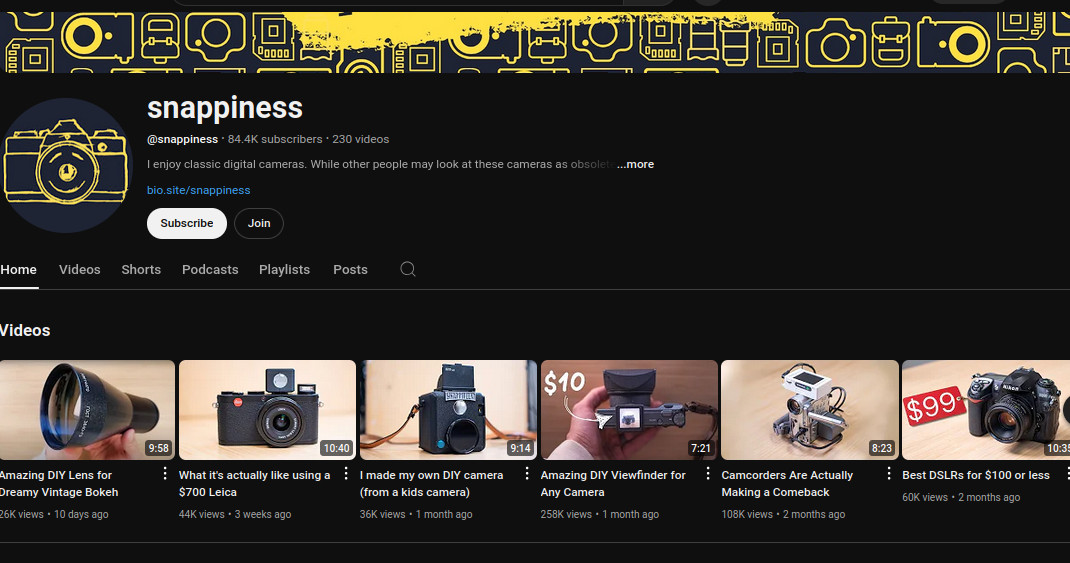 snappiness
@snappiness • 84.4K subscribers • 230 videos
I enjoy classic digital cameras. While other people may look at these cameras as obsolete ...more
bio.site/snappiness
Subscribe
Join
Home
Videos
Shorts
Podcasts
Playlists
Posts
Videos
9:58
10:40
9:14
$10
7:21
8:23
$99
Nikon
10:35
Amazing DIY Lens for
Dreamy Vintage Bokeh
26K views • 10 days ago
What it's actually like using a
$700 Leica
44K views • 3 weeks ago
I made my own DIY camera
(from a kids camera)
36K views • 1 month ago
Amazing DIY Viewfinder for
Any Camera
258K views • 1 month ago
Camcorders Are Actually
Making a Comeback
108K views • 2 months ago
Best DSLRs for $100 or less
60K views • 2 months ago